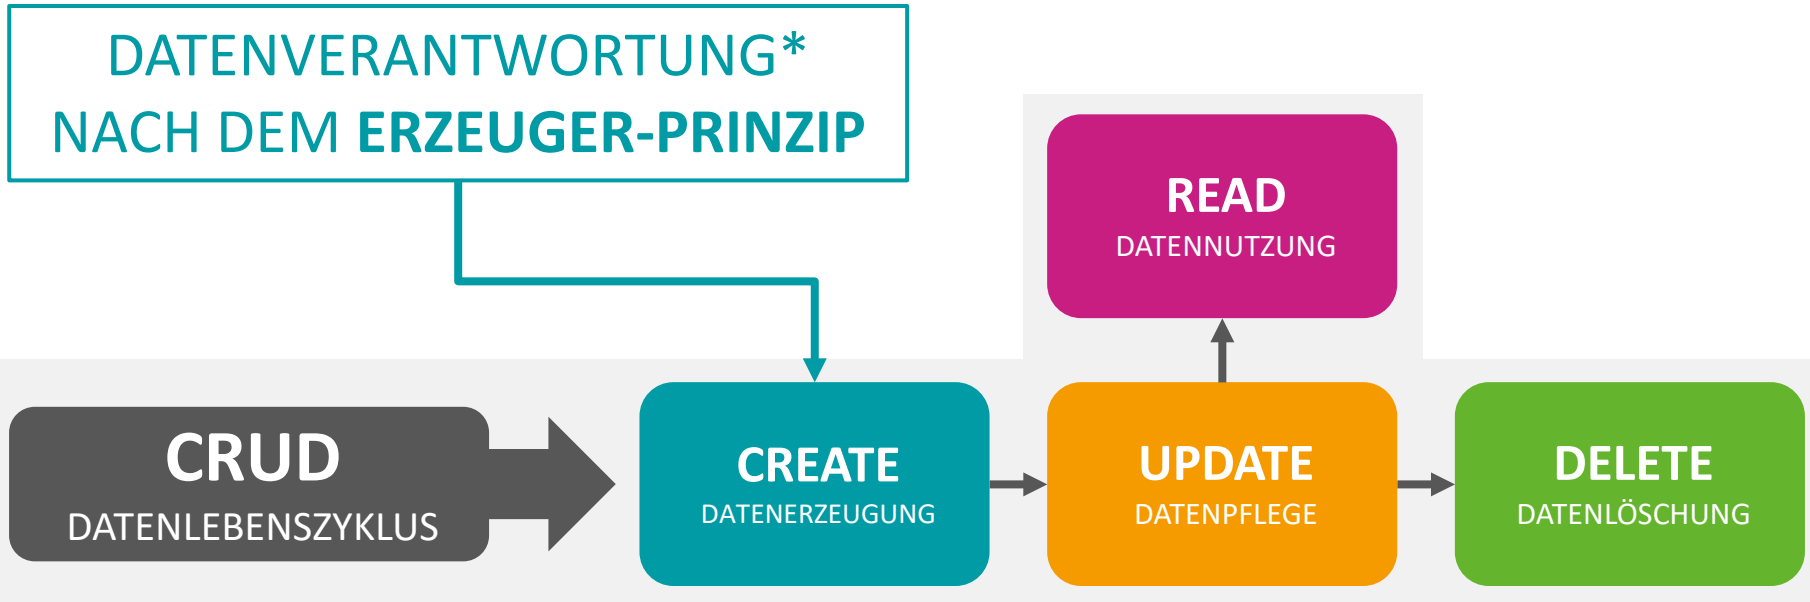 DATENVERANTWORTUNG*
NACH DEM ERZEUGER-PRINZIP
READ
DATENNUTZUNG
CRUD
DATENLEBENSZYKLUS
CREATE
DATENERZEUGUNG
UPDATE
DATENPFLEGE
DELETE
DATENLÖSCHUNG